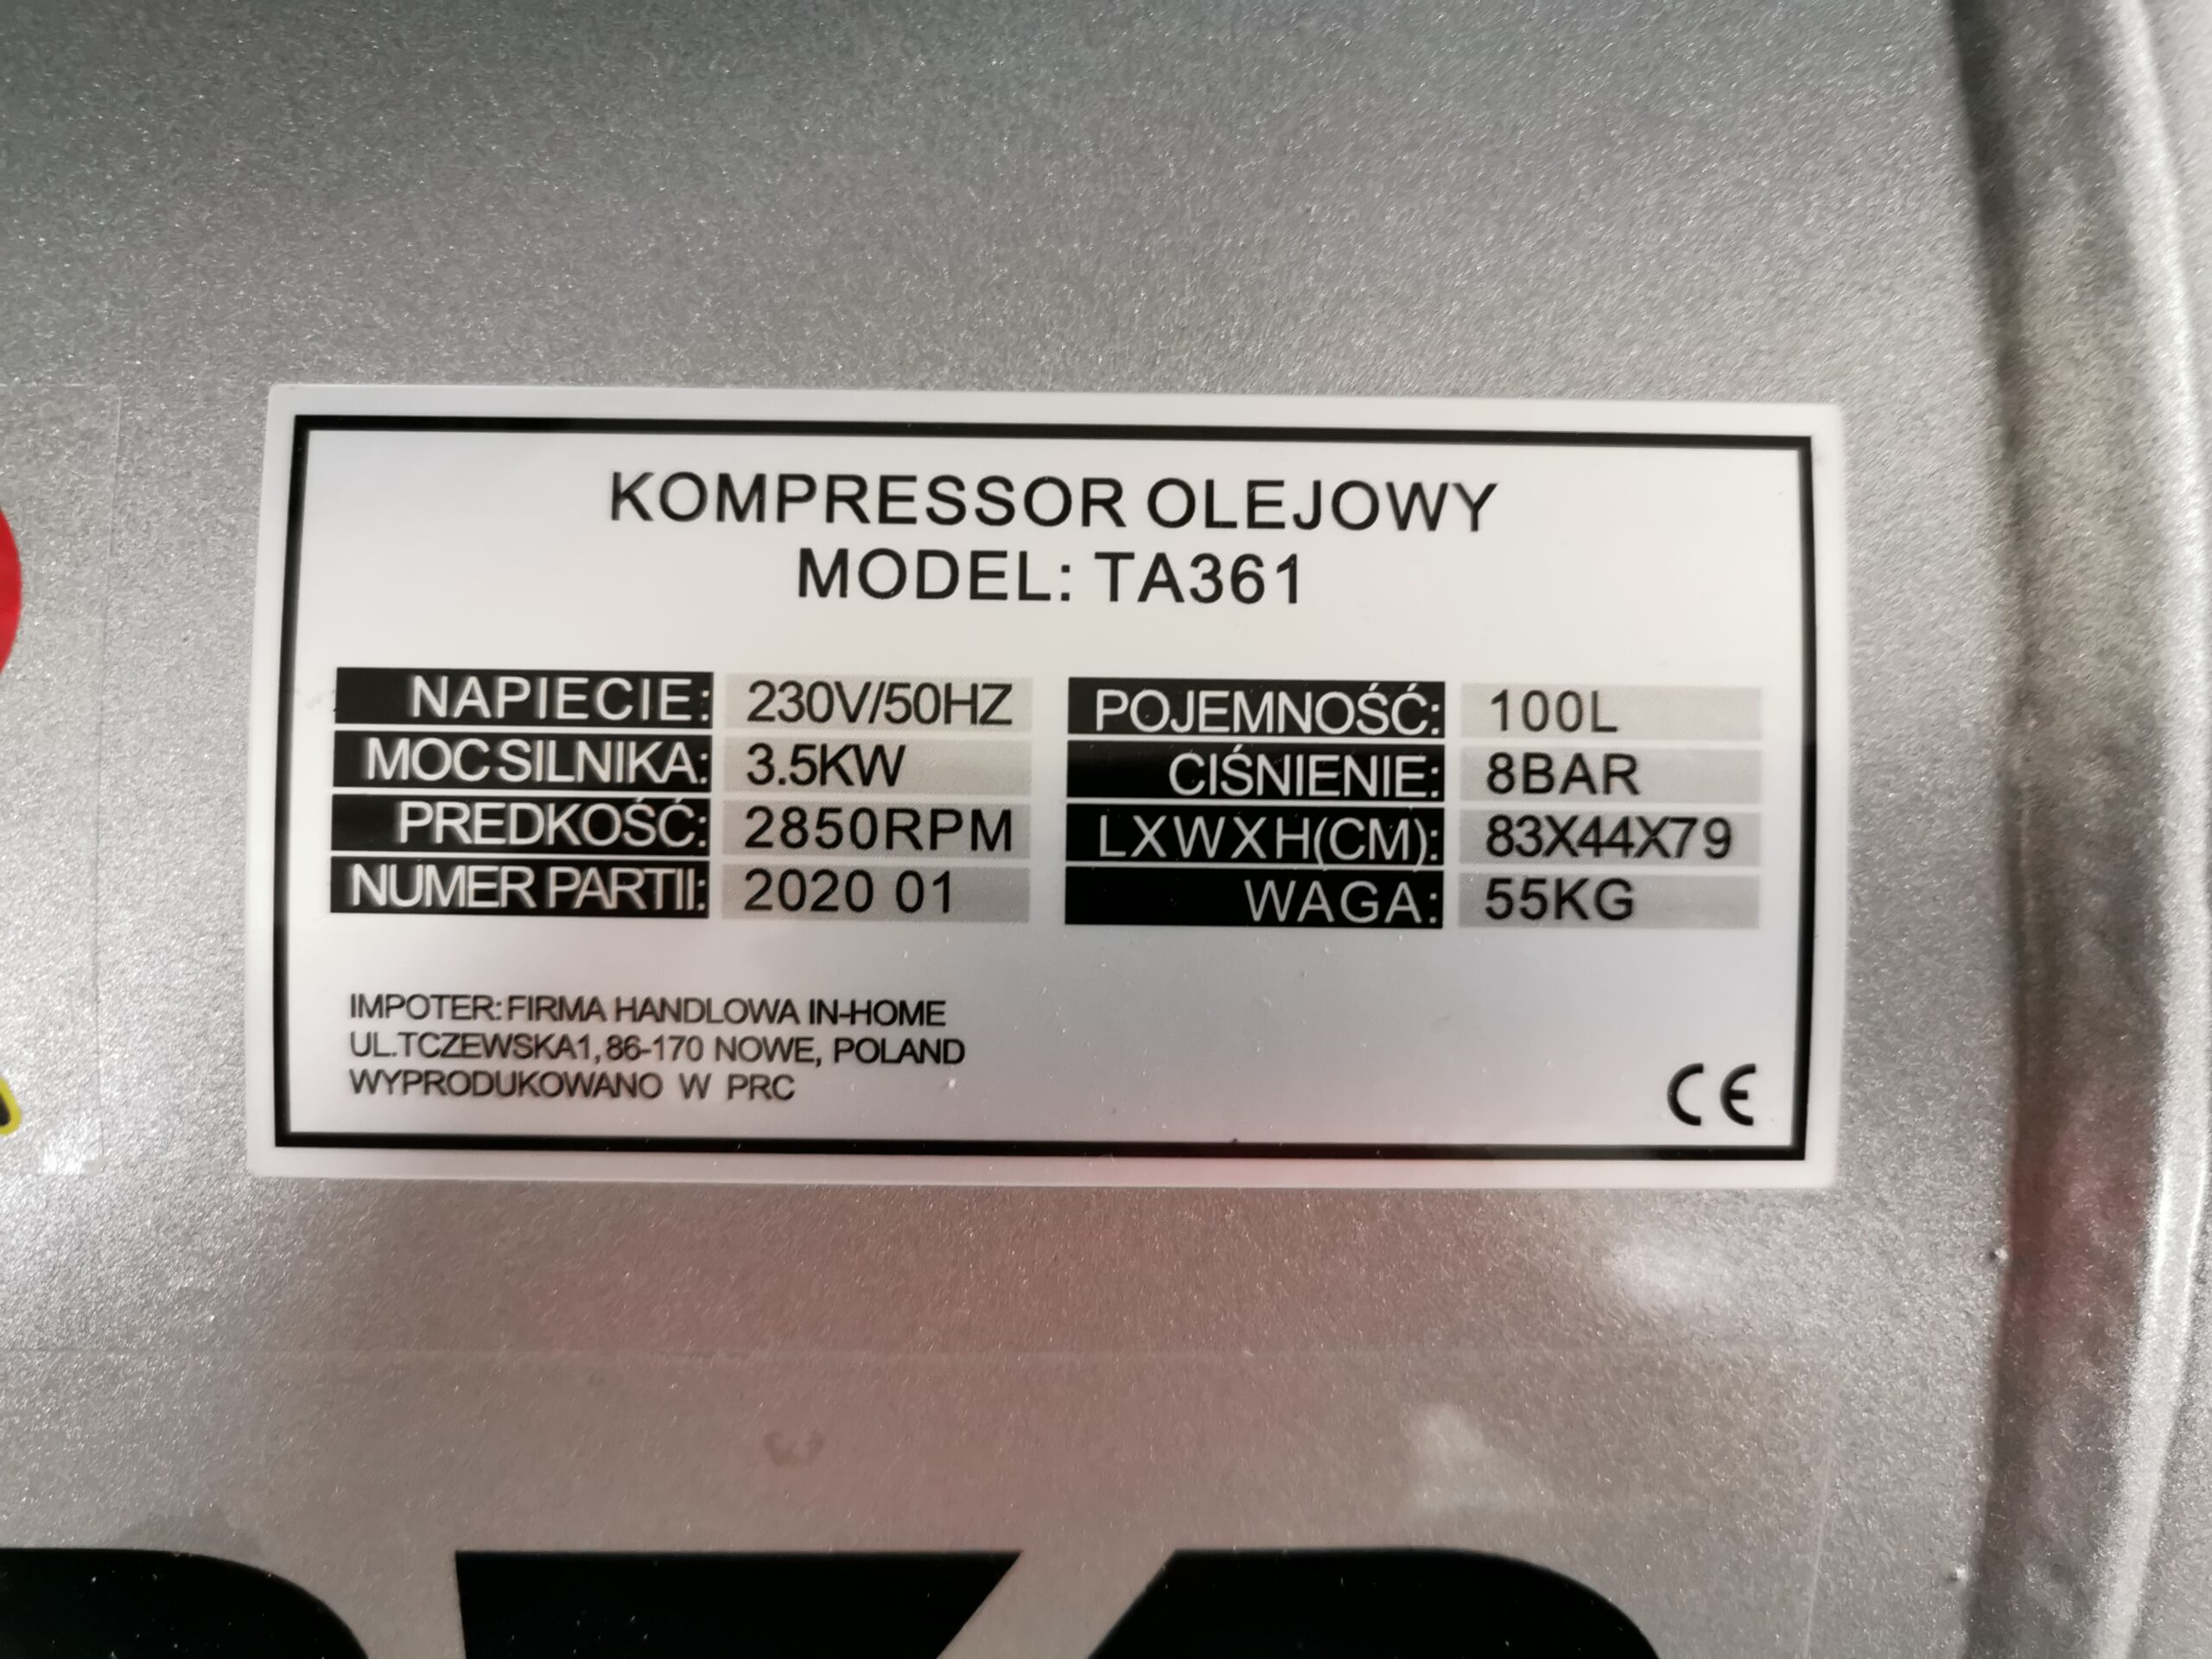 KOMPRESSOR OLEJOWY
MODEL: TA361
NAPIECIE: 230V/50HZ
MOC SILNIKA: 3.5KW
PREDKOŚĆ: 2850RPM
NUMER PARTII: 2020 01
POJEMNOŚĆ: 100L
CIŚNIENIE: 8BAR
LXWXH(CM): 83X44X79
WAGA: 55KG
IMPOTER: FIRMA HANDLOWA IN-HOME
UL.TCZEWSKA1, 86-170 NOWE, POLAND
WYPRODUKOWANO W PRC
CE